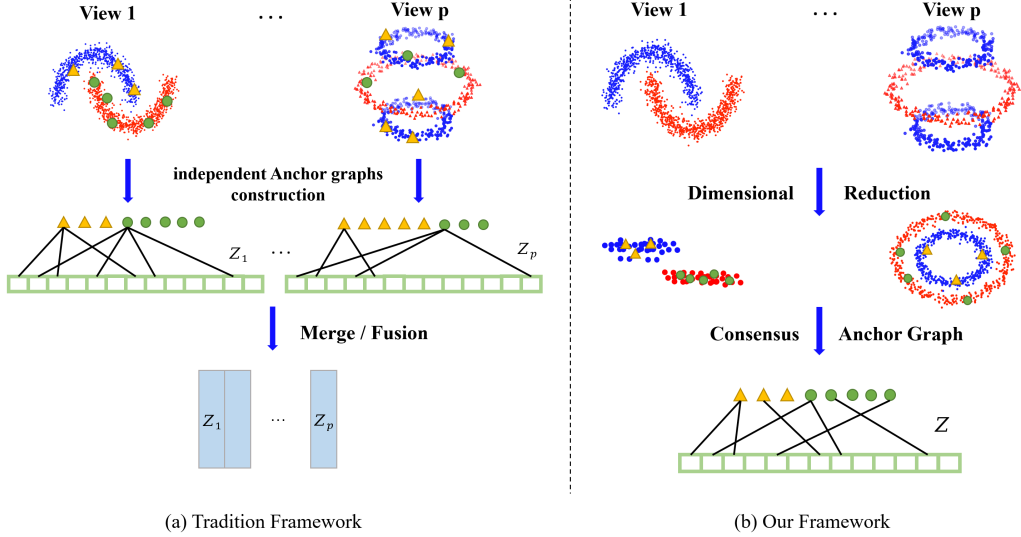 View 1
...
View p
independent Anchor graphs
construction
Z1
...
Zp
Merge / Fusion
Z1
...
Zp
(a) Tradition Framework
View 1
...
View p
Dimensional Reduction
Consensus Anchor Graph
Z
(b) Our Framework